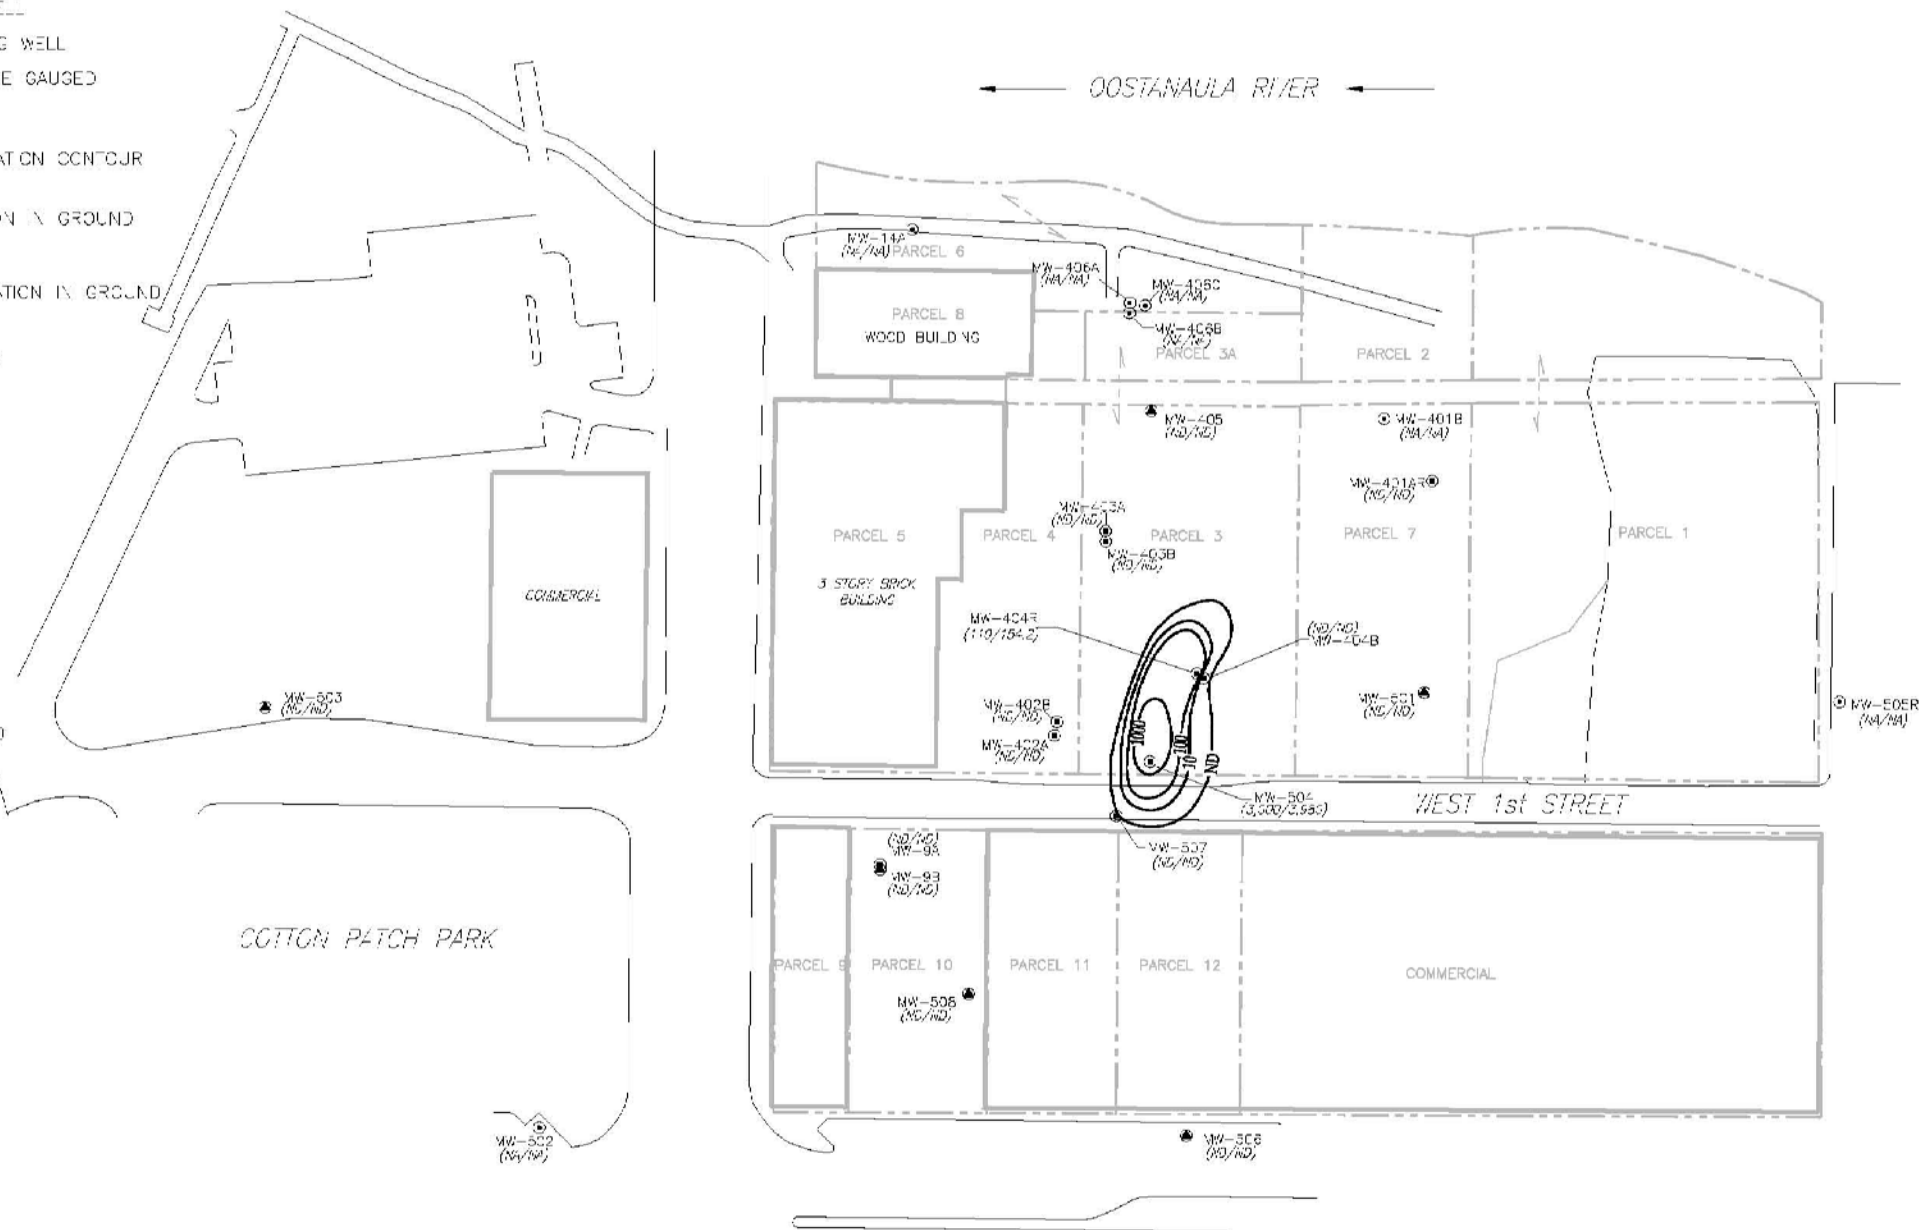 WELL
E GAUGED
CONTOUR
IN GROUND
IN GROUND
OOSTANAULA RIVER
MW-14A
PARCEL 6
MW-406A
(NA/NA)
MW-406C
(NA/NA)
MW-406B
(NA/NA)
PARCEL 8
WOOD BUILDING
PARCEL 3A
PARCEL 2
MW-405
(ND/ND)
MW-401B
(NA/NA)
MW-401AR
(ND/ND)
MW-403A
(ND/ND)
MW-403B
(ND/ND)
PARCEL 5
PARCEL 4
PARCEL 3
PARCEL 7
PARCEL 1
3 STORY BRICK
BUILDING
COMMERCIAL
MW-404R
(110/154.2)
(ND/ND)
MW-404B
MW-503
(ND/ND)
MW-402B
(ND/ND)
MW-402A
(ND/ND)
MW-501
(ND/ND)
MW-505R
(NA/NA)
1000
100
10
ND
MW-504
WEST 1st STREET
MW-507
(ND/ND)
(ND/ND)
MW-9A
MW-9B
(ND/ND)
COTTON PATCH PARK
PARCEL 9
PARCEL 10
PARCEL 11
PARCEL 12
COMMERCIAL
MW-508
(ND/ND)
MW-502
(NA/NA)
MW-506
(ND/ND)